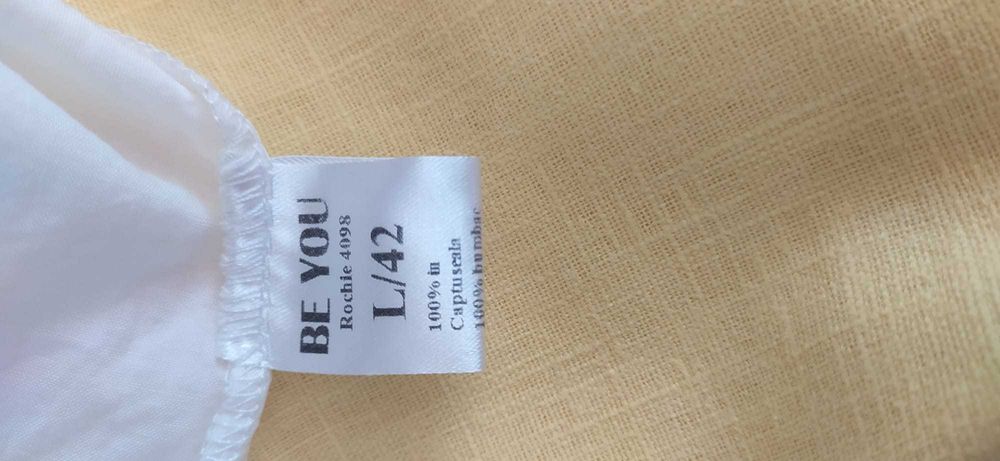 BE YOU
Rochie 4098
L/42
100% in
Captuseala
100% bumbac